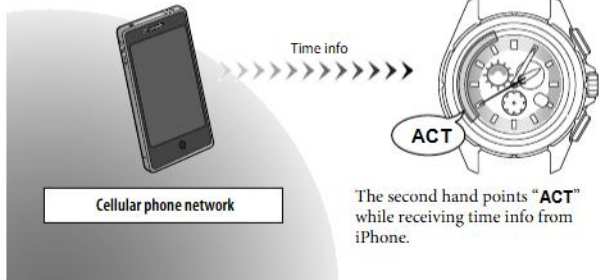 Time info
ACT
Cellular phone network
The second hand points “ACT”
while receiving time info from
iPhone.